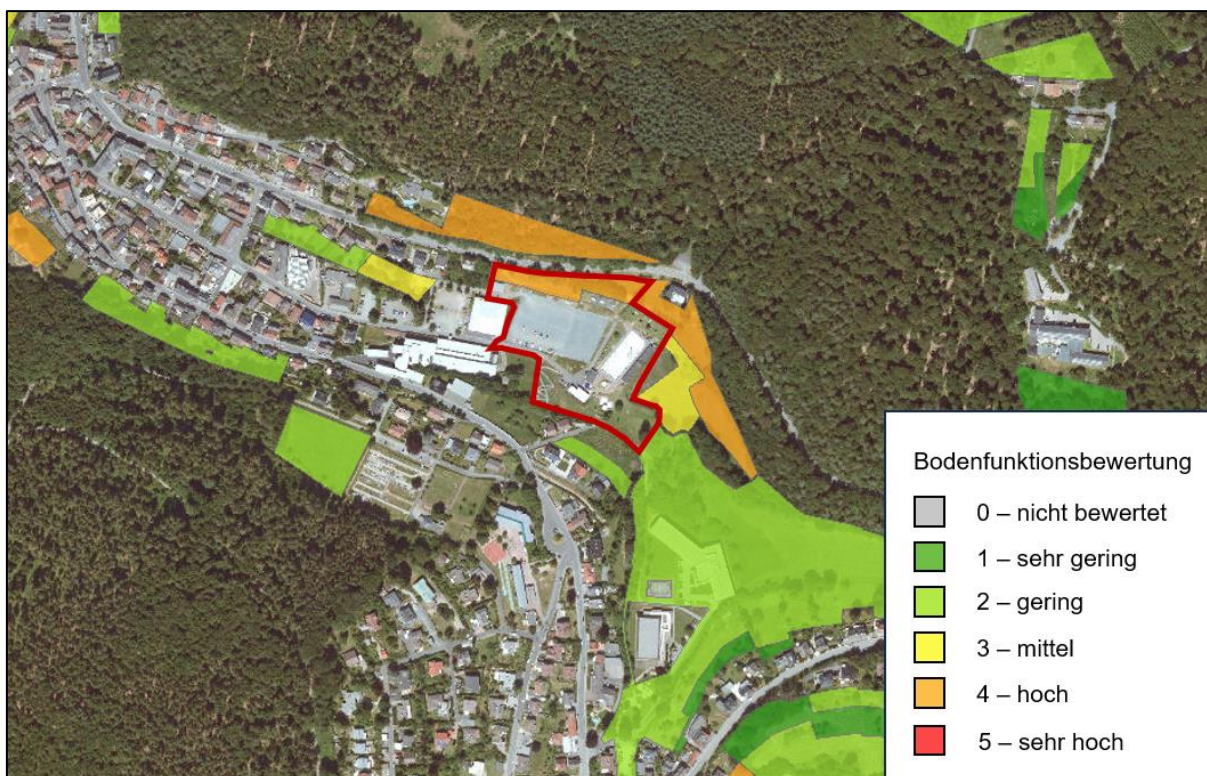 Bodenfunktionsbewertung
0 – nicht bewertet
1 – sehr gering
2 – gering
3 – mittel
4 – hoch
5 – sehr hoch